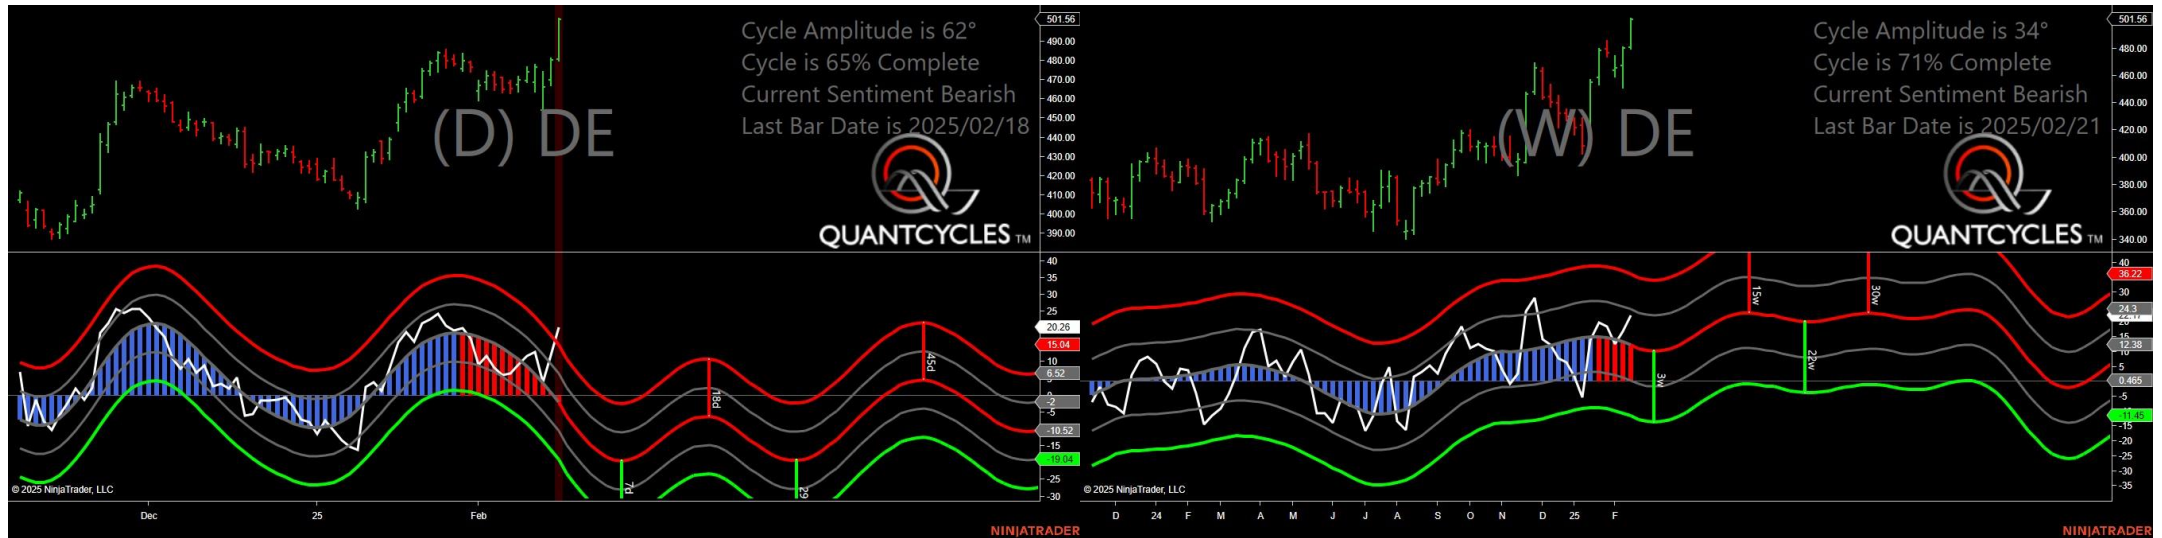 Cycle Amplitude is 62°
Cycle is 65% Complete
Current Sentiment Bearish
Last Bar Date is 2025/02/18
(D) DE
QUANTCYCLES TM
501.56
490.00
480.00
470.00
460.00
450.00
440.00
430.00
420.00
410.00
400.00
390.00
40
35
30
25
20.26
15.04
10
6.52
-2
-5
-10.52
-15
-19.04
-30
7d
18d
29
45d
© 2025 NinjaTrader, LLC
Dec
25
Feb
NINJATRADER
Cycle Amplitude is 34°
Cycle is 71% Complete
Current Sentiment Bearish
Last Bar Date is 2025/02/21
(W) DE
QUANTCYCLES TM
501.56
480.00
460.00
440.00
420.00
400.00
380.00
360.00
340.00
40
36.22
30
24.3
20
15
12.38
10
5
0.465
-5
-11.45
-15
-20
-25
-30
-35
3w
15w
22w
30w
© 2025 NinjaTrader, LLC
D
24
F
M
A
M
J
J
A
S
O
N
D
25
F
NINJATRADER